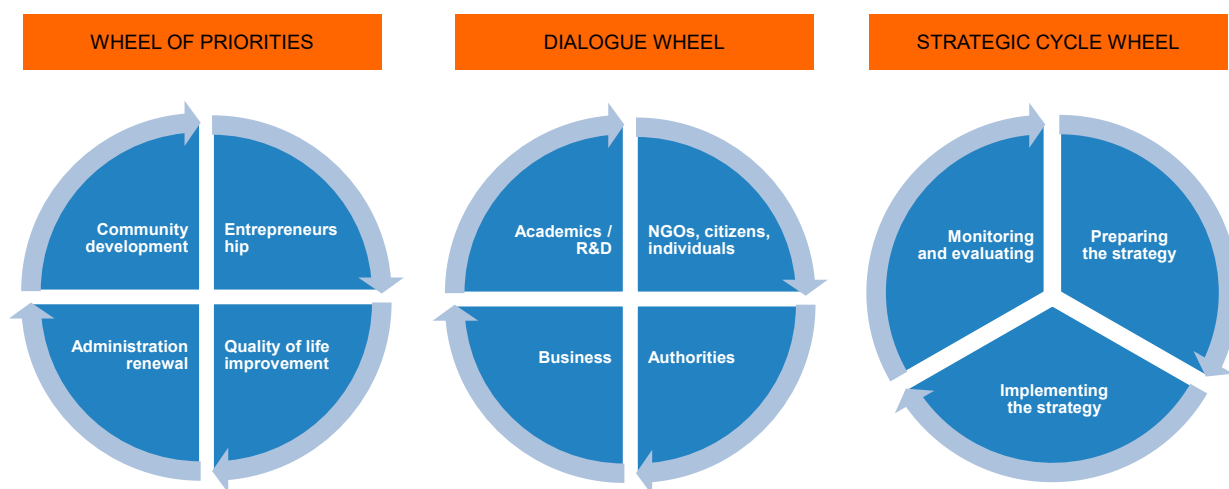 WHEEL OF PRIORITIES
Community
development
Entrepreneurs
hip
Administration
renewal
Quality of life
improvement
DIALOGUE WHEEL
Academics /
R&D
NGOs, citizens,
individuals
Business
Authorities
STRATEGIC CYCLE WHEEL
Monitoring
and evaluating
Preparing
the strategy
Implementing
the strategy